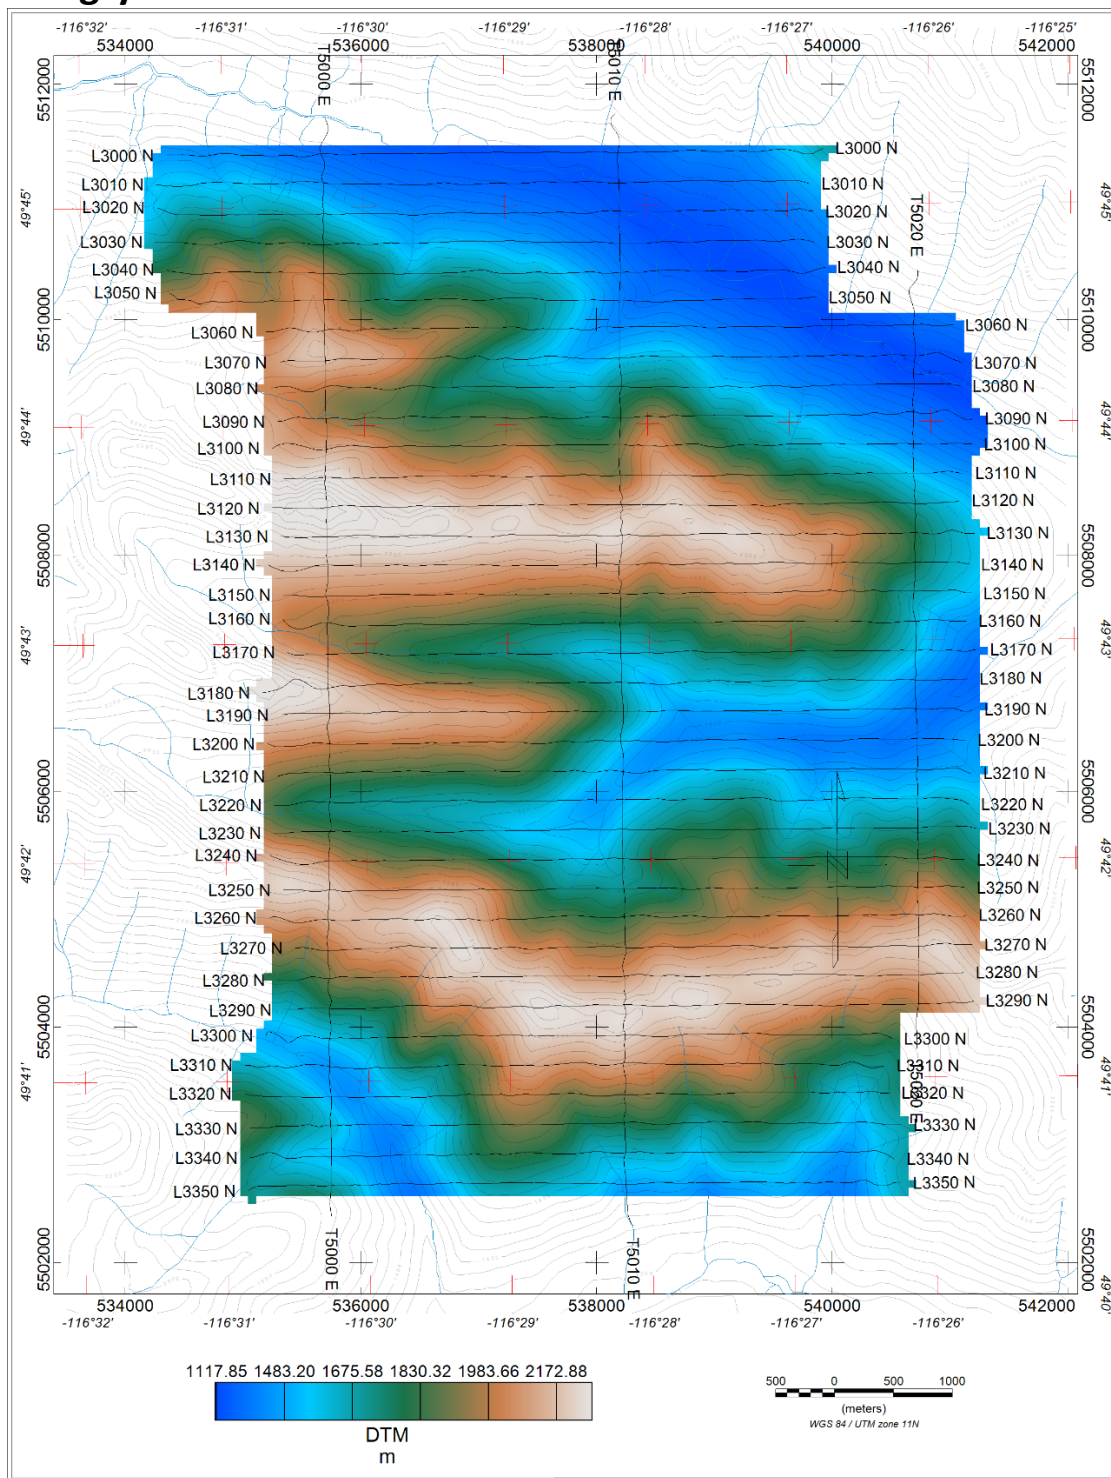 -116°32' -116°31' -116°30' -116°29' -116°28' -116°27' -116°26' -116°25'
534000 536000 538000 540000 542000
T5000 E
T5010 E
5512000 5512000
L3000 N L3000 N
L3010 N L3010 N
49°45' 49°45'
L3020 N L3020 N
T5020 E
L3030 N L3030 N
L3040 N L3040 N
L3050 N L3050 N
5510000 5510000
L3060 N L3060 N
L3070 N L3070 N
L3080 N L3080 N
L3090 N L3090 N
49°44' 49°44'
L3100 N L3100 N
L3110 N L3110 N
L3120 N L3120 N
L3130 N L3130 N
5508000 5508000
L3140 N L3140 N
L3150 N L3150 N
L3160 N L3160 N
49°43' 49°43'
L3170 N L3170 N
L3180 N L3180 N
L3190 N L3190 N
L3200 N L3200 N
L3210 N L3210 N
5506000 5506000
L3220 N L3220 N
L3230 N L3230 N
49°42' 49°42'
L3240 N L3240 N
L3250 N L3250 N
L3260 N L3260 N
L3270 N L3270 N
L3280 N L3280 N
L3290 N L3290 N
5504000 5504000
L3300 N L3300 N
L3310 N L3310 N
49°41' 49°41'
L3320 N L3320 N
T5020 E
L3330 N L3330 N
L3340 N L3340 N
L3350 N L3350 N
T5000 E
T5010 E
5502000 5502000
49°40'
534000 536000 538000 540000 542000
-116°32' -116°31' -116°30' -116°29' -116°28' -116°27' -116°26'
1117.85 1483.20 1675.58 1830.32 1983.66 2172.88
DTM
m
500 0 500 1000
(meters)
WGS 84 / UTM zone 11N